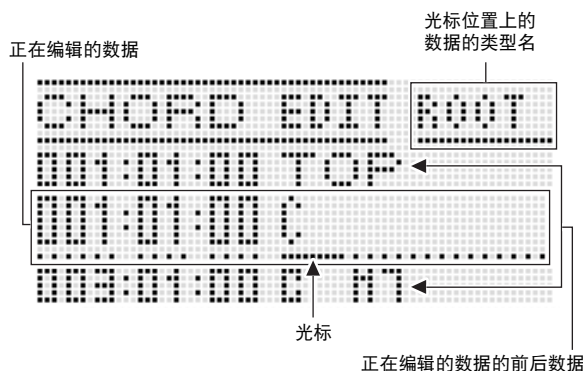 光标位置上的
数据的类型名
正在编辑的数据
CHORD EDIT ROOT
001:01:00 TOP
001:01:00 C
003:01:00 C M7
光标
正在编辑的数据的前后数据